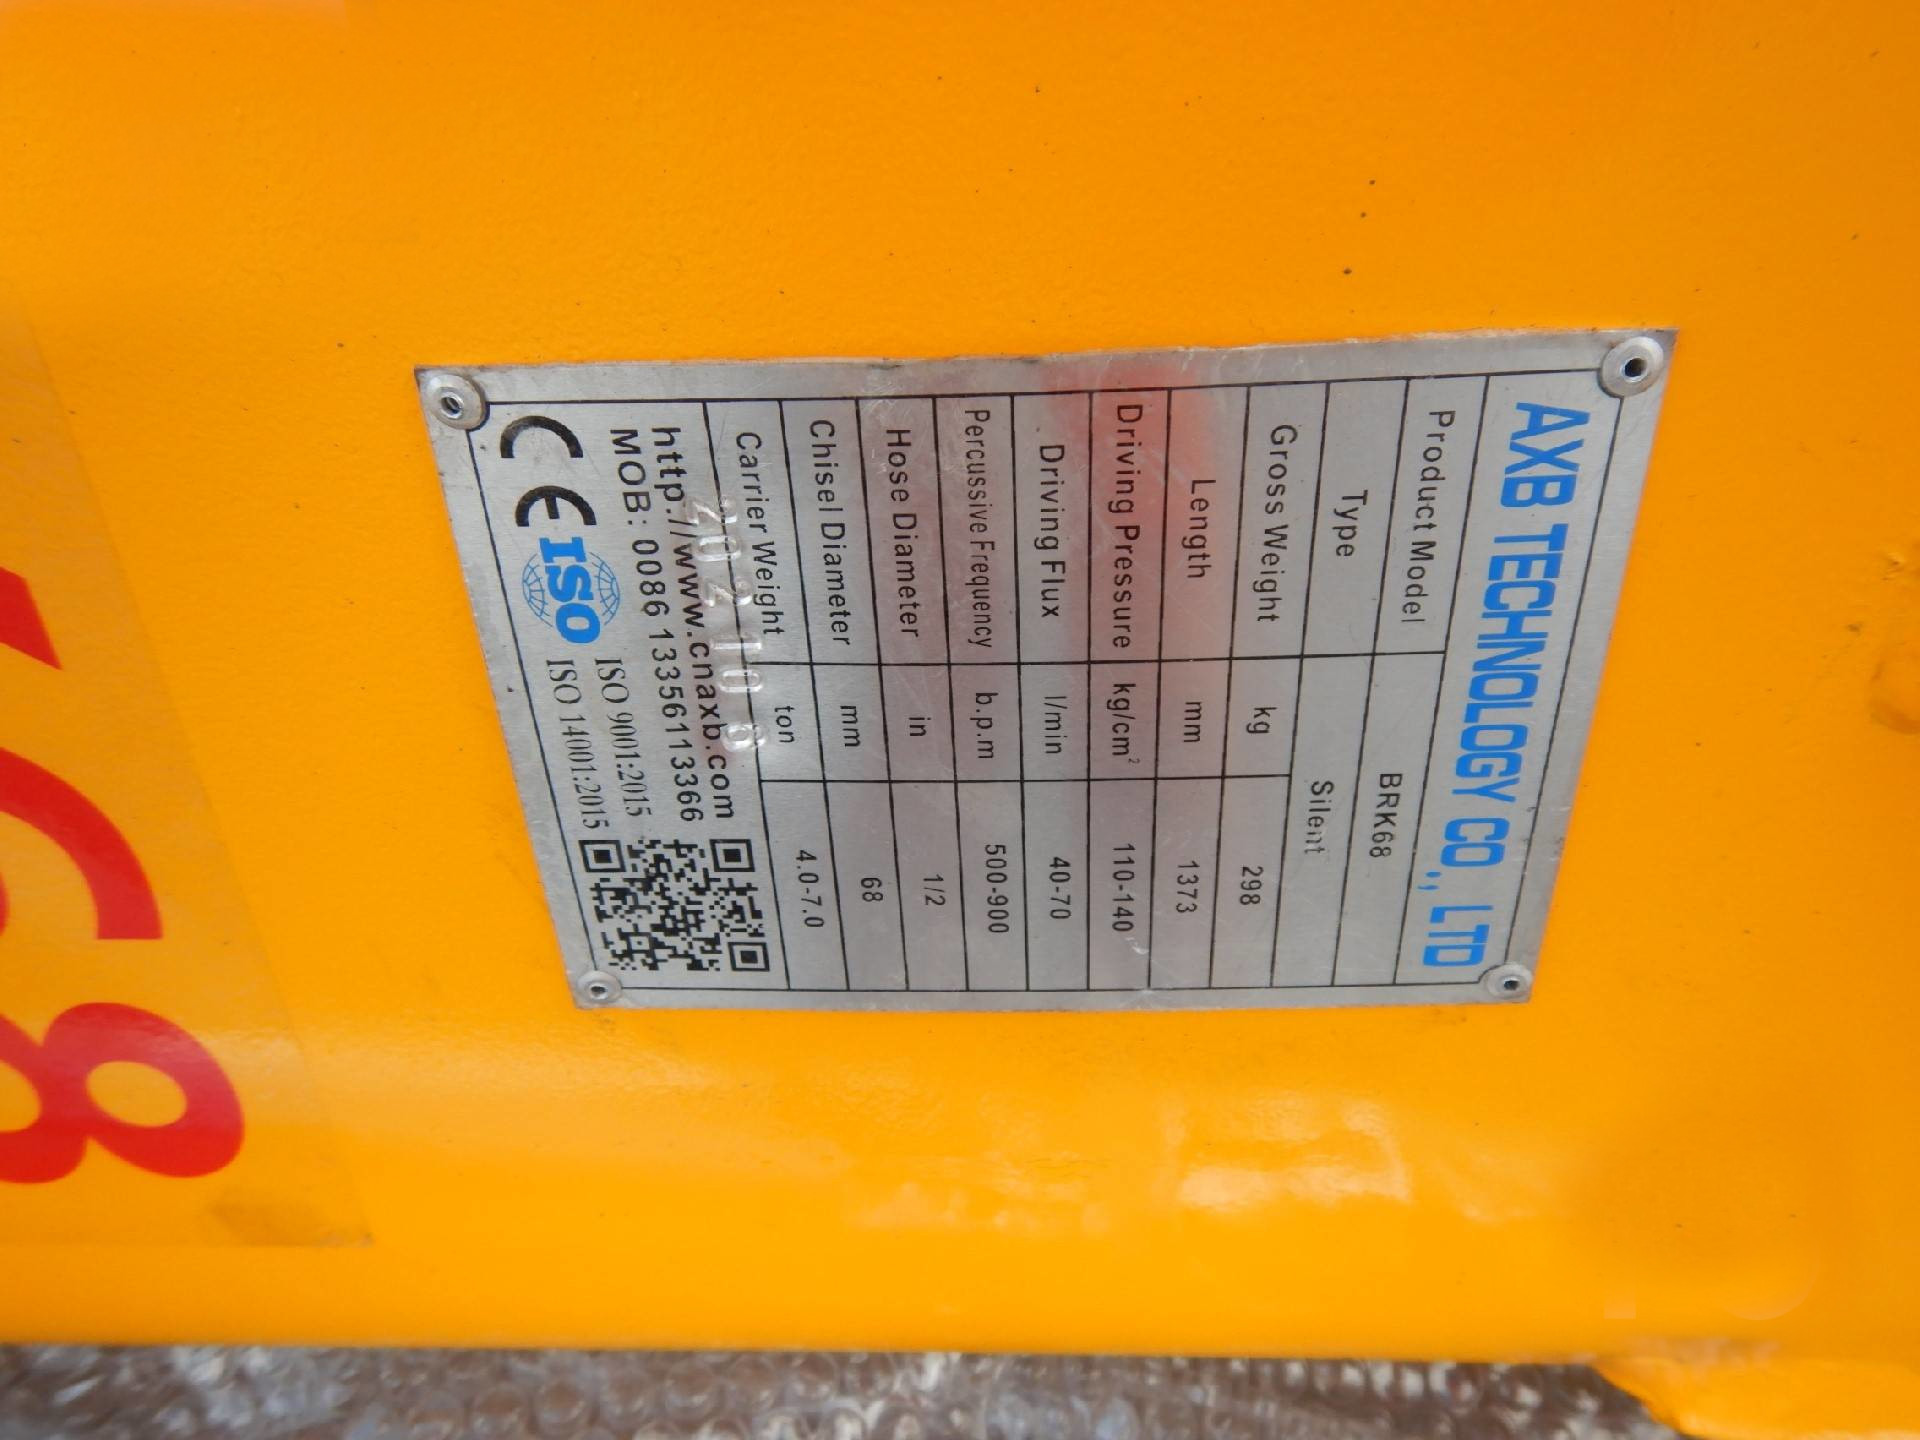 AXB TECHNOLOGY CO., LTD
Product Model BRK68
Type Silent
Gross Weight kg 298
Length mm 1373
Driving Pressure kg/cm² 110-140
Driving Flux l/min 40-70
Percussive Frequency b.p.m 500-900
Hose Diameter in 1/2
Chisel Diameter mm 68
Carrier Weight ton 4.0-7.0
http://www.cnaxb.com
MOB: 0086 13356113366
CE ISO
ISO 9001:2015
ISO 14001:2015
68